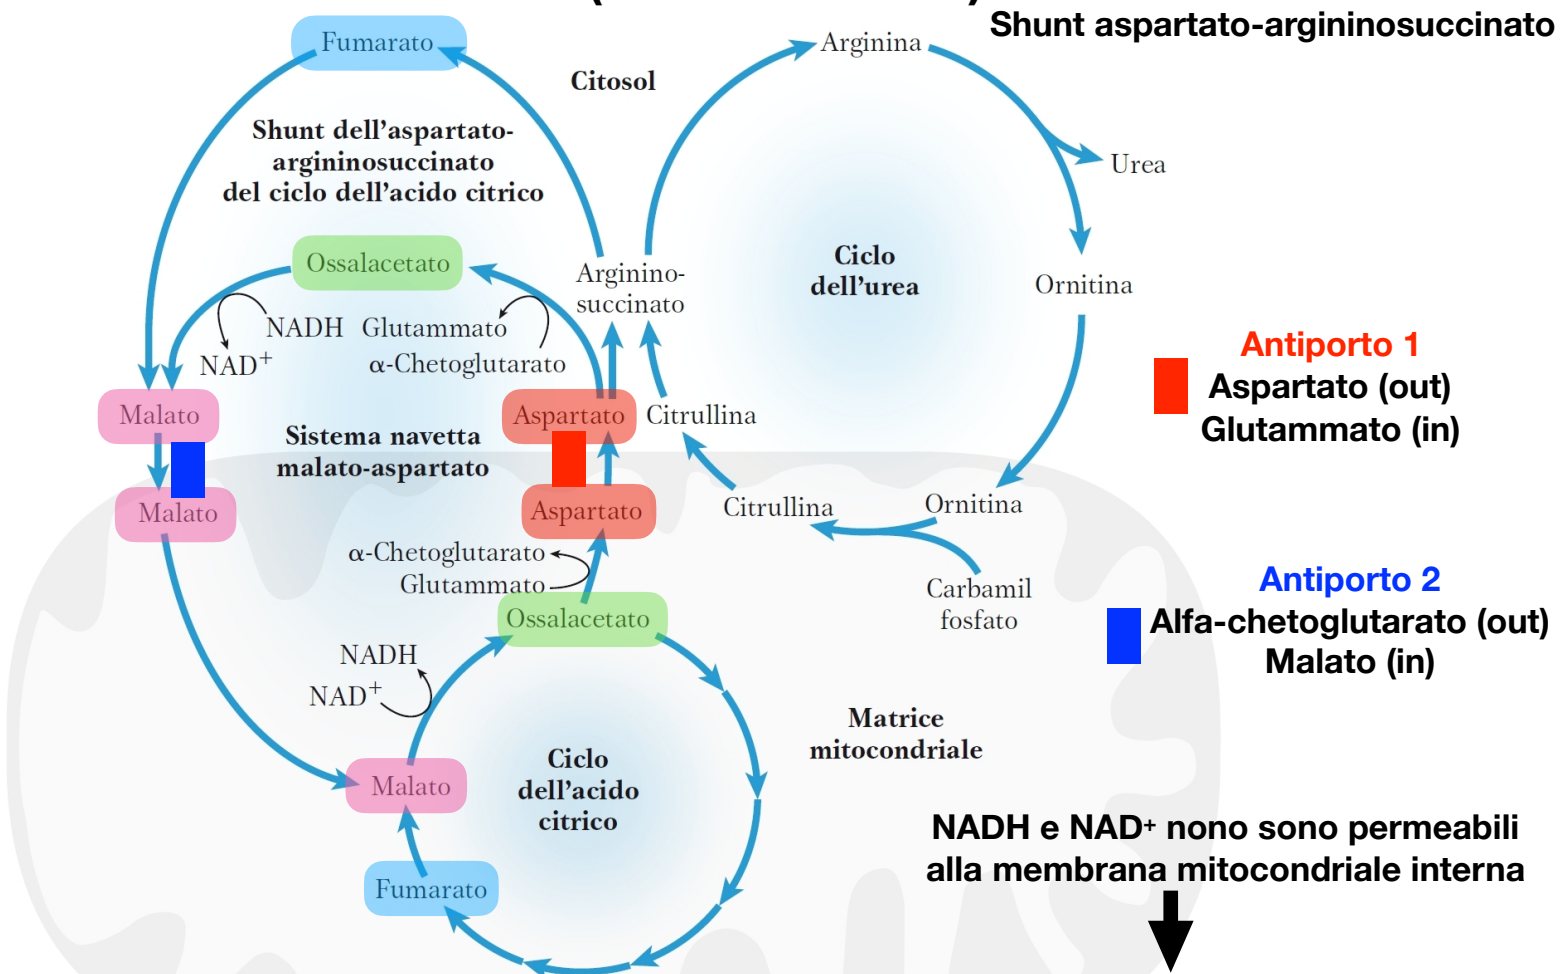 Shunt aspartato-argininosuccinato
Fumarato
Citosol
Arginina
Shunt dell'aspartato-
argininosuccinato
del ciclo dell'acido citrico
Urea
Ossalacetato
Arginino-
succinato
Ciclo
dell'urea
Ornitina
NADH
Glutammato
NAD+
α-Chetoglutarato
Antiporto 1
Aspartato (out)
Glutammato (in)
Malato
Aspartato
Citrullina
Sistema navetta
malato-aspartato
Malato
Aspartato
Citrullina
Ornitina
α-Chetoglutarato
Glutammato
Carbamil
fosfato
Antiporto 2
Alfa-chetoglutarato (out)
Malato (in)
Ossalacetato
NADH
NAD+
Matrice
mitocondriale
Malato
Ciclo
dell'acido
citrico
Fumarato
NADH e NAD+ nono sono permeabili
alla membrana mitocondriale interna